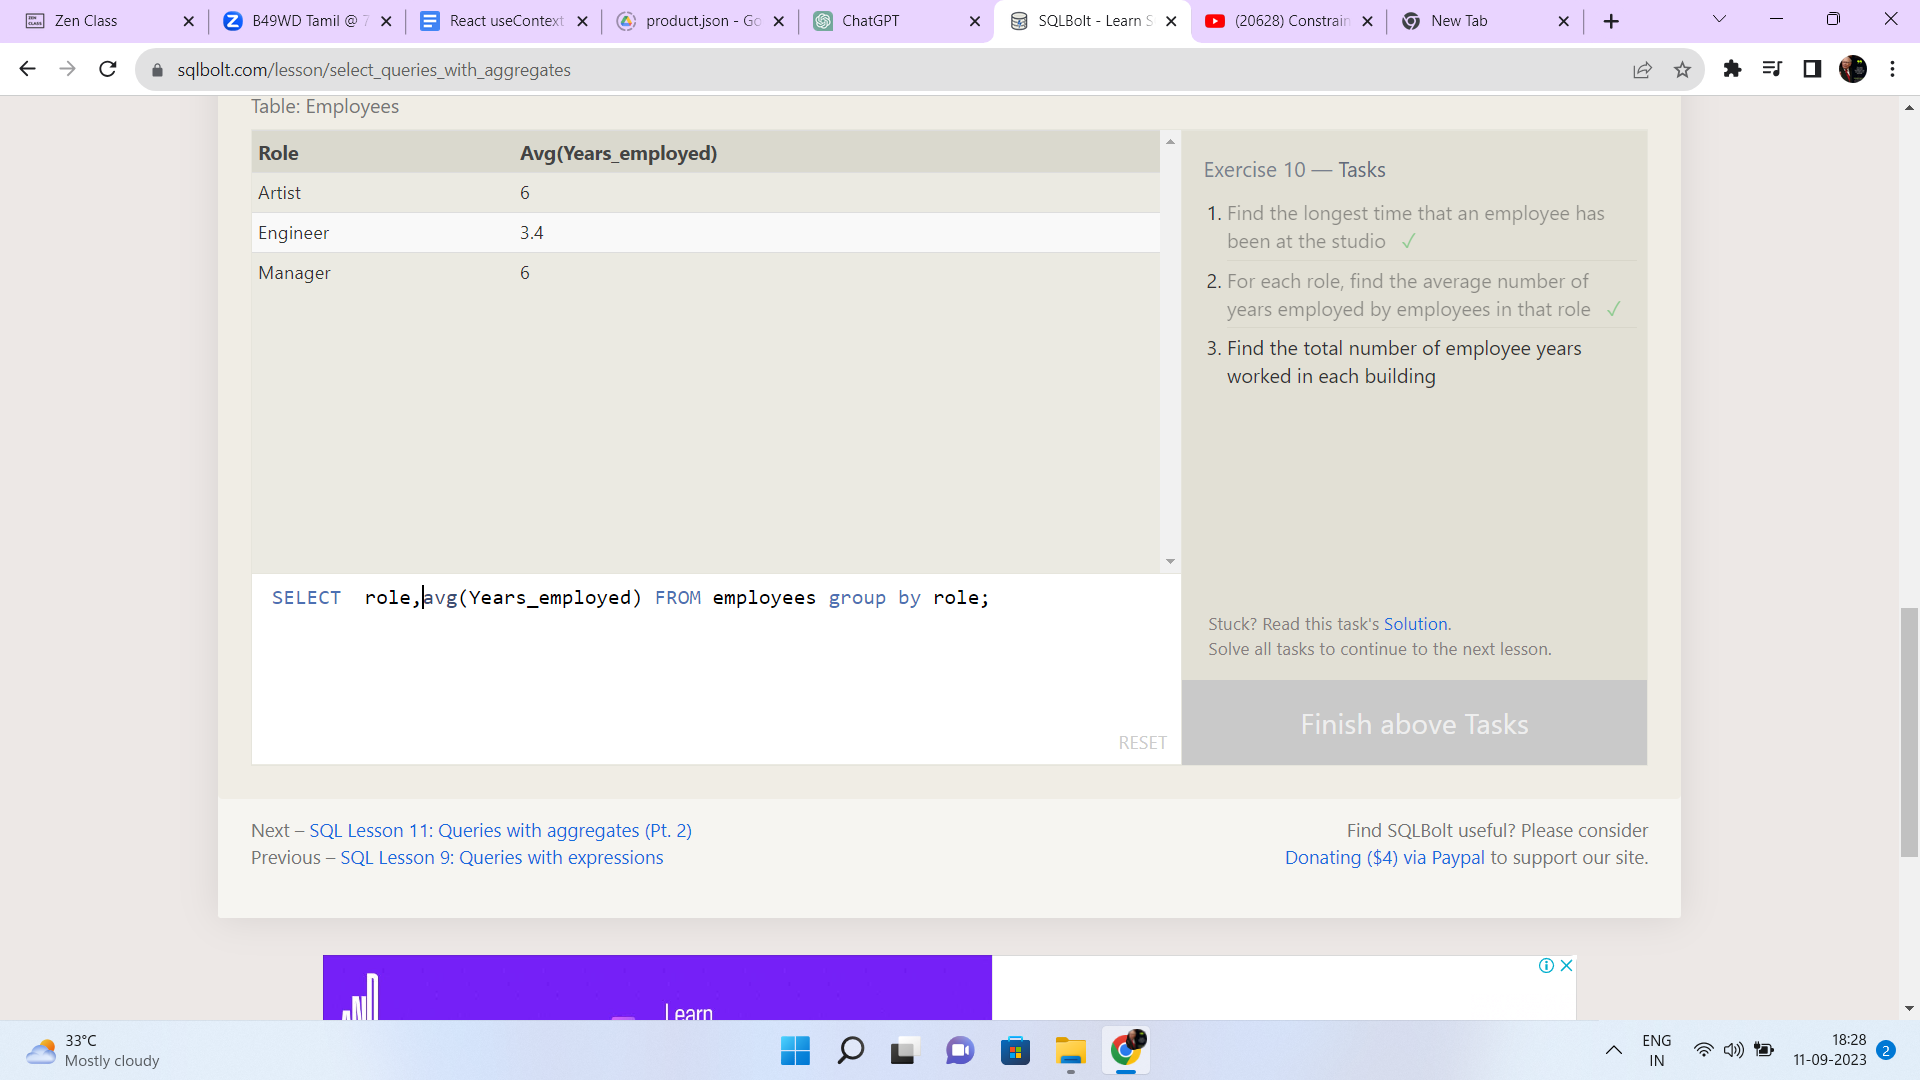 Zen Class
B49WD Tamil @ 7
React useContext
product.json - Go
ChatGPT
SQLBolt - Learn S
(20628) Constrain
New Tab
sqlbolt.com/lesson/select_queries_with_aggregates
Table: Employees
Role Avg(Years_employed)
Artist 6
Engineer 3.4
Manager 6
Exercise 10 — Tasks
1. Find the longest time that an employee has
been at the studio ✓
2. For each role, find the average number of
years employed by employees in that role ✓
3. Find the total number of employee years
worked in each building
SELECT  role,avg(Years_employed) FROM employees group by role;
RESET
Stuck? Read this task's Solution.
Solve all tasks to continue to the next lesson.
Finish above Tasks
Next – SQL Lesson 11: Queries with aggregates (Pt. 2)
Previous – SQL Lesson 9: Queries with expressions
Find SQLBolt useful? Please consider
Donating ($4) via Paypal to support our site.
Learn
33°C
Mostly cloudy
ENG
IN
18:28
11-09-2023
2